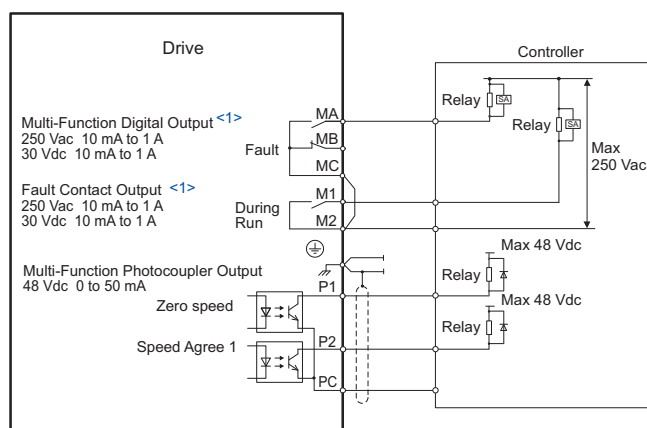 Drive
Controller
Multi-Function Digital Output <1>
250 Vac 10 mA to 1 A
30 Vdc 10 mA to 1 A
Fault
MA
MB
MC
Relay
SA
Relay
SA
Max
250 Vac
Fault Contact Output <1>
250 Vac 10 mA to 1 A
30 Vdc 10 mA to 1 A
During
Run
M1
M2
Multi-Function Photocoupler Output
48 Vdc 0 to 50 mA
Max 48 Vdc
Relay
P1
Zero speed
Max 48 Vdc
Relay
Speed Agree 1
P2
PC